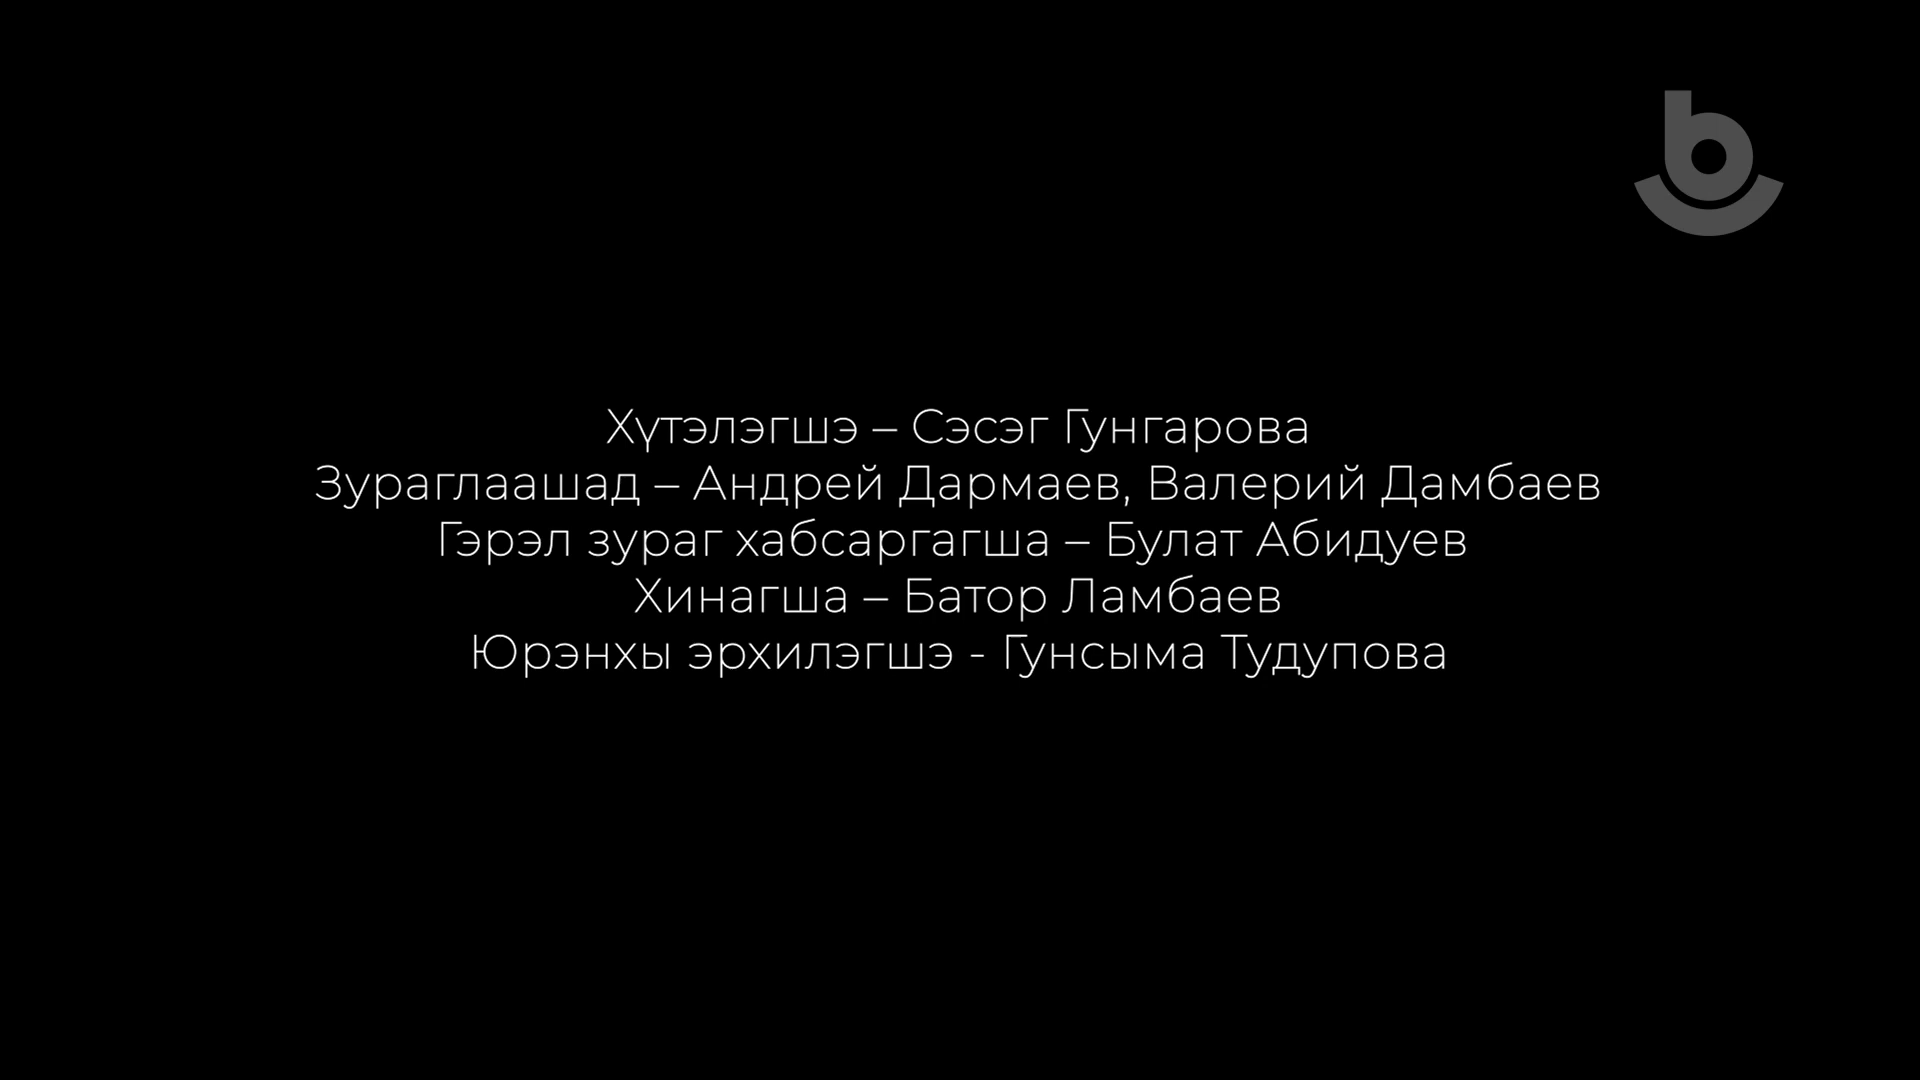 b
Хүтэлэгшэ – Сэсэг Гунгарова
Зураглаашад – Андрей Дармаев, Валерий Дамбаев
Гэрэл зураг хабсаргагша – Булат Абидуев
Хинагша – Батор Ламбаев
Юрэнхы эрхилэгшэ - Гунсыма Тудупова